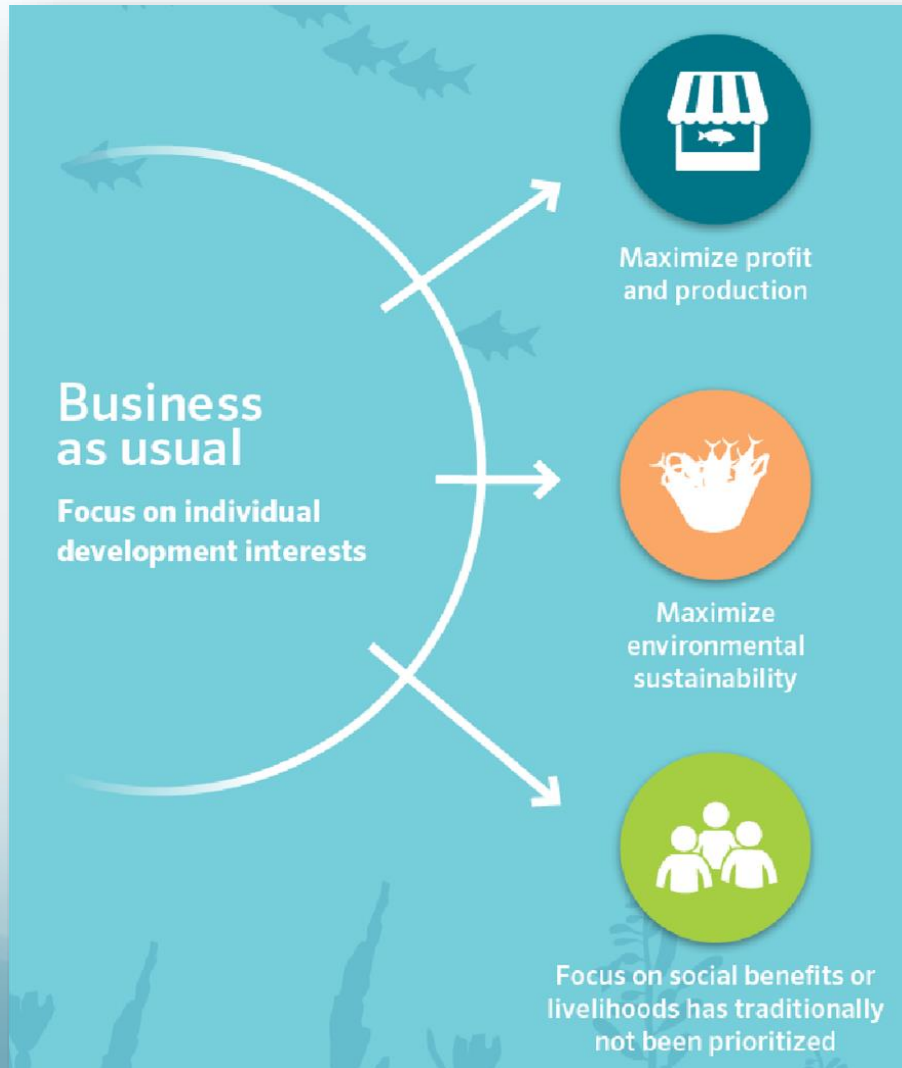 Business
as usual
Focus on individual
development interests
Maximize profit
and production
Maximize
environmental
sustainability
Focus on social benefits or
livelihoods has traditionally
not been prioritized